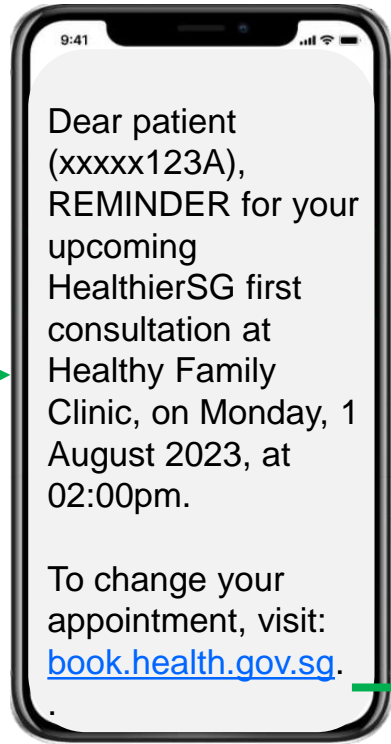 9:41
Dear patient
(xxxxx123A),
REMINDER for your
upcoming
HealthierSG first
consultation at
Healthy Family
Clinic, on Monday, 1
August 2023, at
02:00pm.
To change your
appointment, visit:
book.health.gov.sg.
.